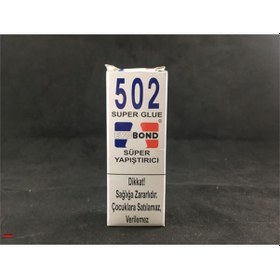 502
SUPER GLUE
BOND
SÜPER
YAPIŞTIRICI
Dikkat!
Sağlığa Zararlıdır.
Çocuklara Satılamaz,
Verilemez